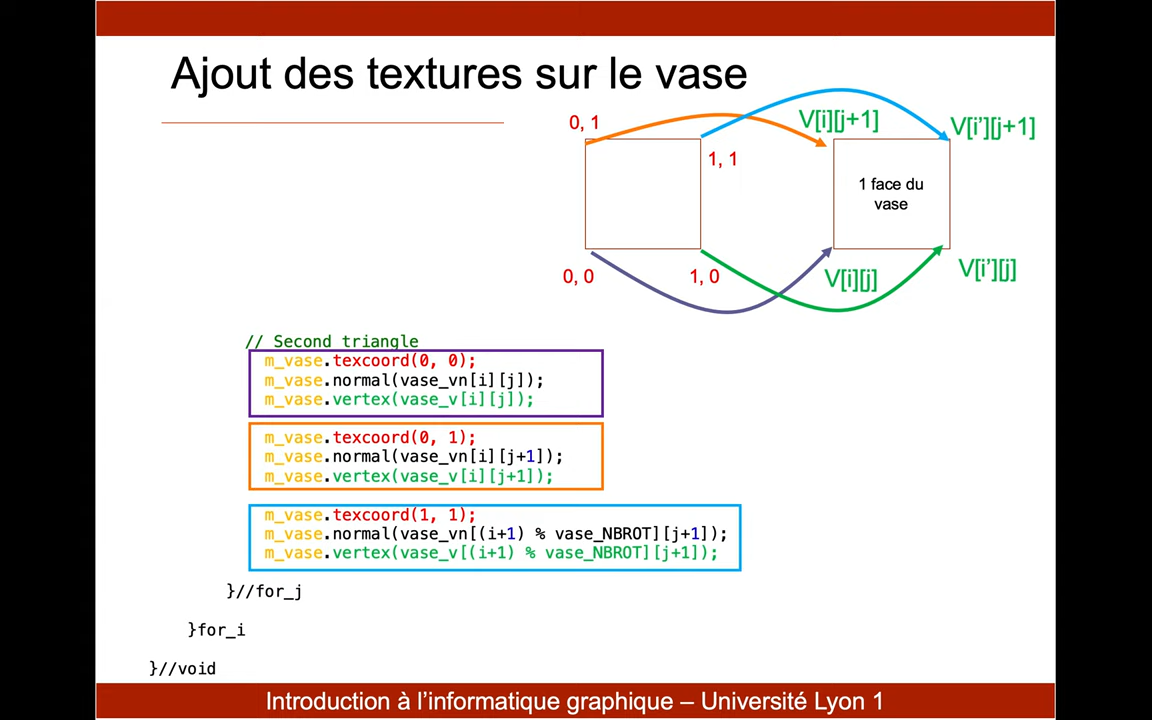 Ajout des textures sur le vase
0, 1
V[i][j+1]
V[i'][j+1]
1, 1
1 face du
vase
0, 0
1, 0
V[i][j]
V[i'][j]
// Second triangle
m_vase.texcoord(0, 0);
m_vase.normal(vase_vn[i][j]);
m_vase.vertex(vase_v[i][j]);
m_vase.texcoord(0, 1);
m_vase.normal(vase_vn[i][j+1]);
m_vase.vertex(vase_v[i][j+1]);
m_vase.texcoord(1, 1);
m_vase.normal(vase_vn[(i+1) % vase_NBROT][j+1]);
m_vase.vertex(vase_v[(i+1) % vase_NBROT][j+1]);
}//for_j
}for_i
}//void
Introduction à l’informatique graphique – Université Lyon 1